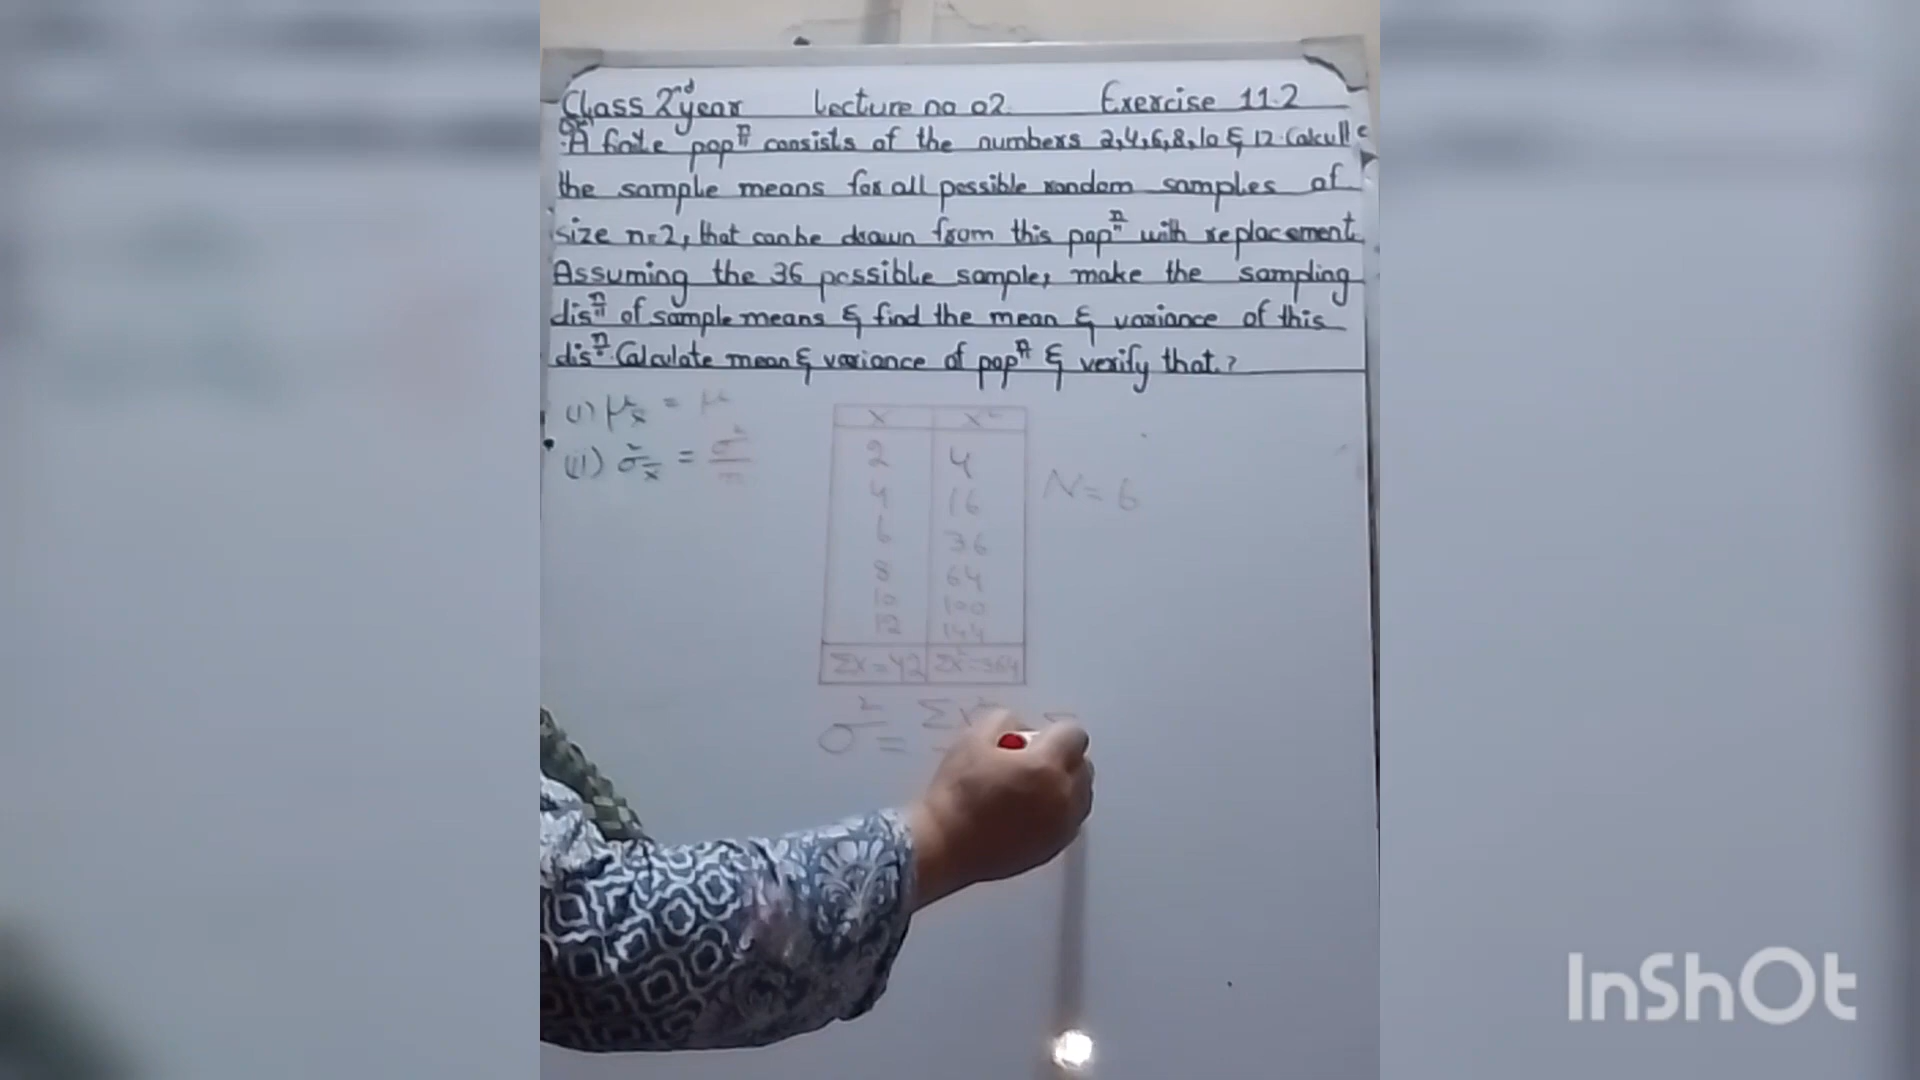 Class 2nd year Lecture no 02. Exercise 11.2
A finite popn consists of the numbers 2,4,6,8,10 & 12. Calcul
the sample means for all possible random samples of
size n=2, that can be drawn from this popn with replacement.
Assuming the 36 possible samples, make the sampling
disn of sample means & find the mean & variance of this
disn. Calculate mean & variance of popn & verify that.?
(i) μx̄ = μ
(ii) σ²x̄ = σ²/n
X X²
2 4
4 16
6 36
8 64
10 100
12 144
ΣX=42 ΣX²=364
N=6
σ² = ΣX²
InShOt